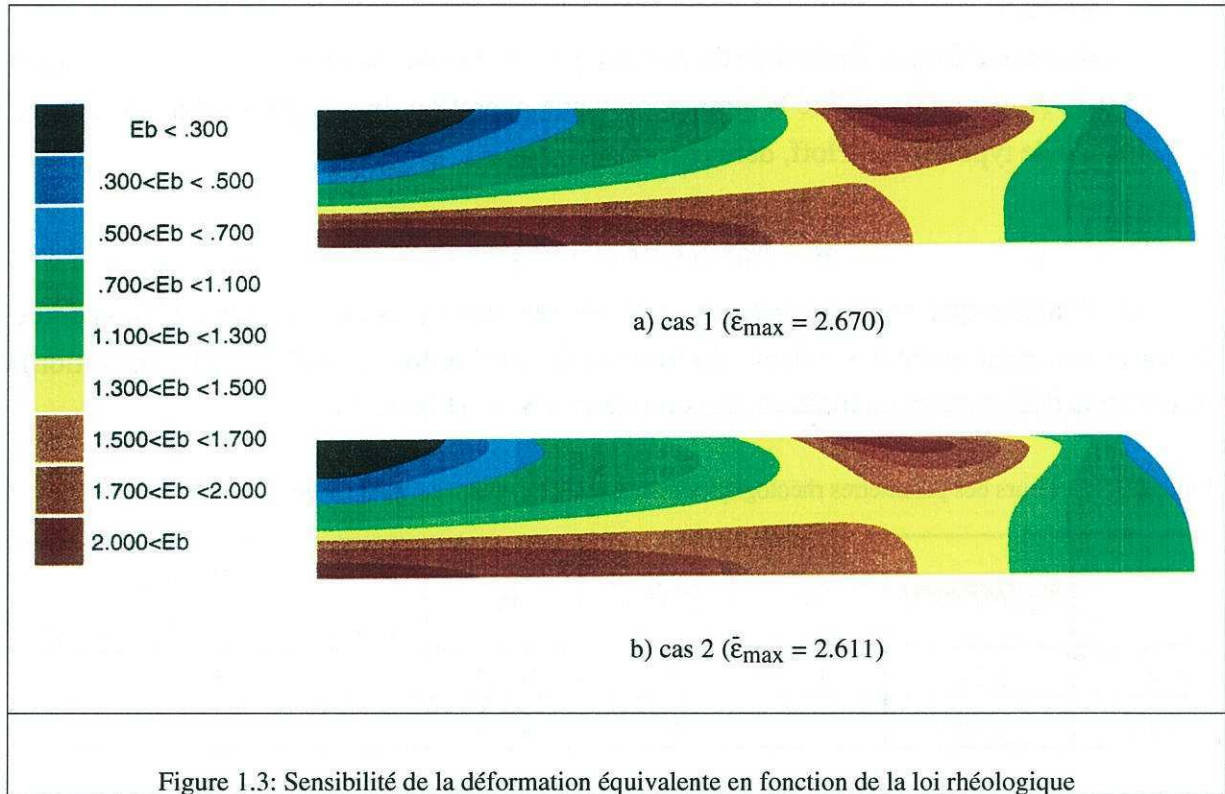 Eb < .300
.300<Eb < .500
.500<Eb < .700
.700<Eb <1.100
1.100<Eb <1.300
1.300<Eb <1.500
1.500<Eb <1.700
1.700<Eb <2.000
2.000<Eb
a) cas 1 (ε̄max = 2.670)
b) cas 2 (ε̄max = 2.611)
Figure 1.3: Sensibilité de la déformation équivalente en fonction de la loi rhéologique